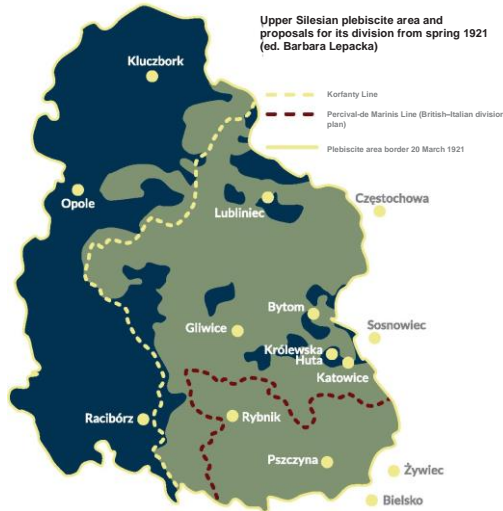 Upper Silesian plebiscite area and
proposals for its division from spring 1921
(ed. Barbara Lepacka)
Korfanty Line
Percival-de Marinis Line (British–Italian division
plan)
Plebiscite area border 20 March 1921
Kluczbork
Opole
Lubliniec
Częstochowa
Bytom
Gliwice
Sosnowiec
Królewska
Huta
Katowice
Racibórz
Rybnik
Pszczyna
Żywiec
Bielsko